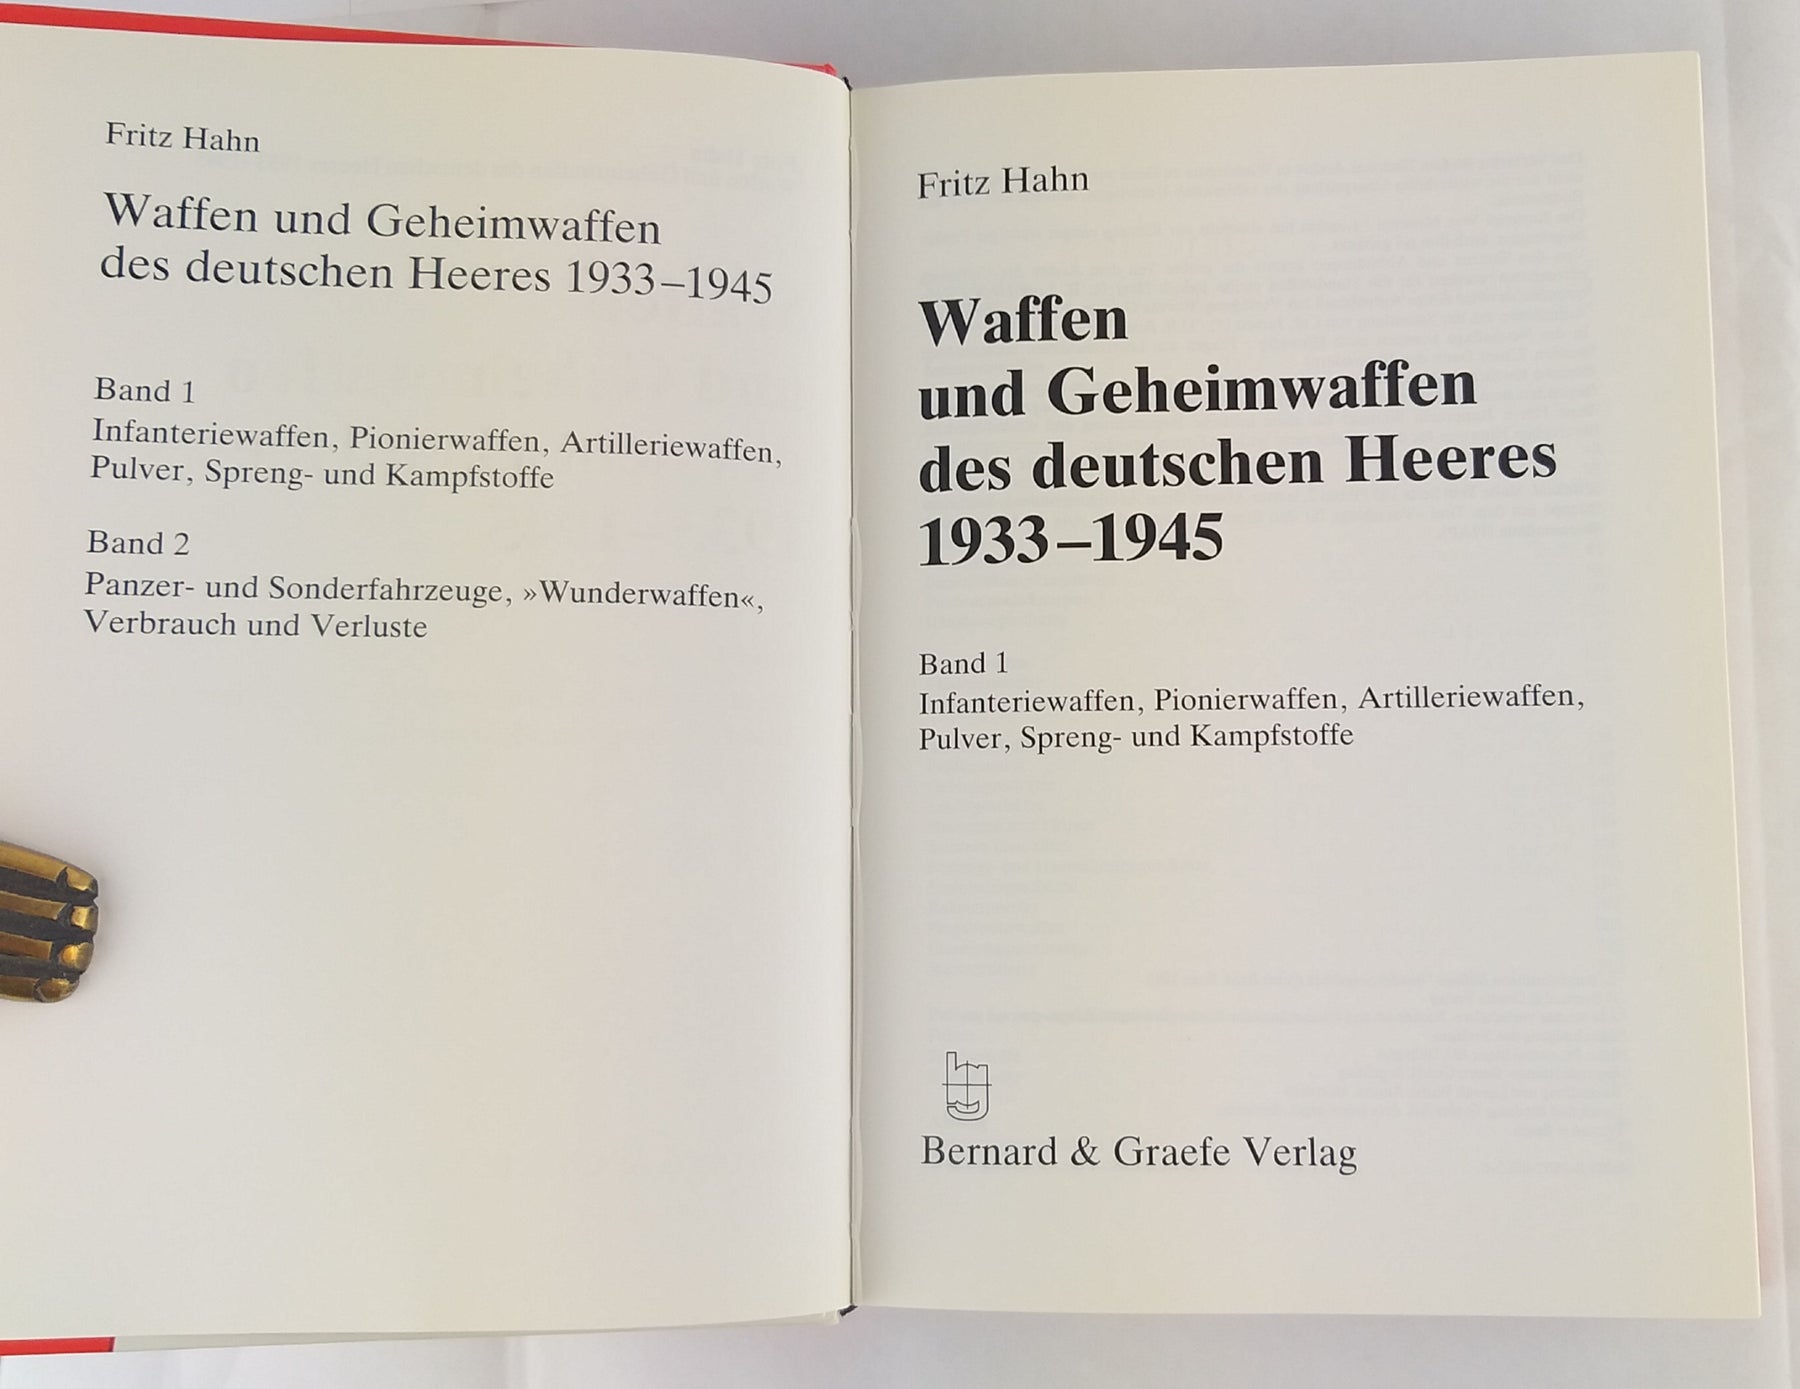 Fritz Hahn
Waffen und Geheimwaffen
des deutschen Heeres 1933–1945
Band 1
Infanteriewaffen, Pionierwaffen, Artilleriewaffen,
Pulver, Spreng- und Kampfstoffe
Band 2
Panzer- und Sonderfahrzeuge, »Wunderwaffen«,
Verbrauch und Verluste
Fritz Hahn
Waffen
und Geheimwaffen
des deutschen Heeres
1933–1945
Band 1
Infanteriewaffen, Pionierwaffen, Artilleriewaffen,
Pulver, Spreng- und Kampfstoffe
Bernard & Graefe Verlag